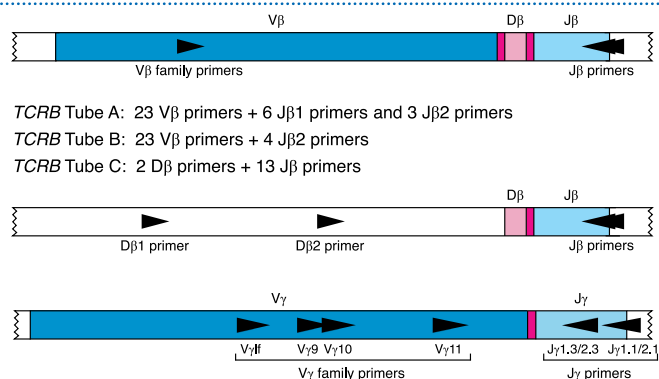 Vβ Dβ Jβ
Vβ family primers Jβ primers
TCRB Tube A: 23 Vβ primers + 6 Jβ1 primers and 3 Jβ2 primers
TCRB Tube B: 23 Vβ primers + 4 Jβ2 primers
TCRB Tube C: 2 Dβ primers + 13 Jβ primers
Dβ Jβ
Dβ1 primer Dβ2 primer Jβ primers
Vγ Jγ
VγIf Vγ9 Vγ10 Vγ11 Jγ1.3/2.3 Jγ1.1/2.1
Vγ family primers Jγ primers